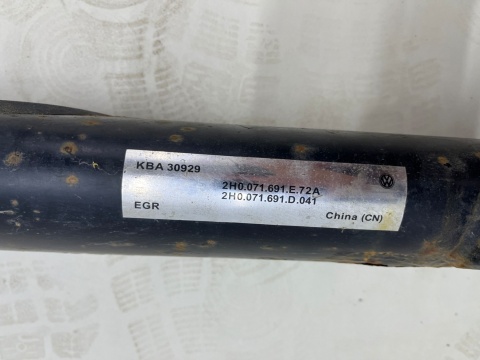 KBA 30929
2H0.071.691.E.72A
2H0.071.691.D.041
EGR
China (CN)